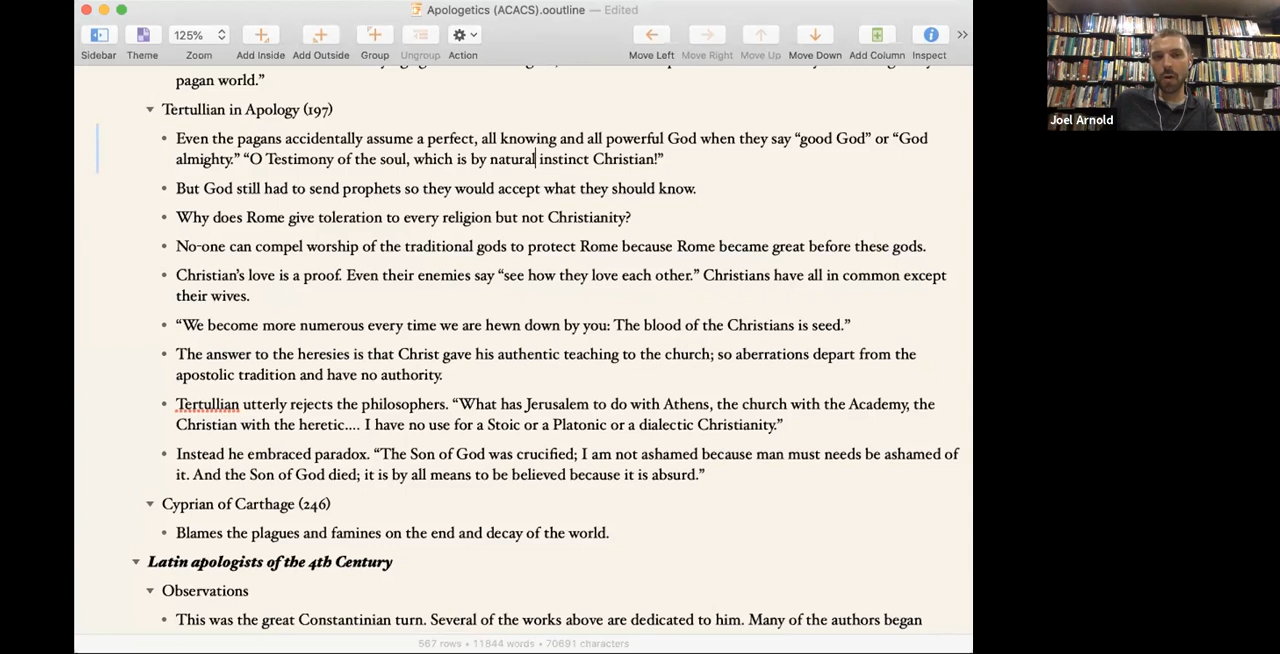 Apologetics (ACACS).ooutline — Edited
125%
Sidebar Theme Zoom Add Inside Add Outside Group Ungroup Action Move Left Move Right Move Up Move Down Add Column Inspect
Joel Arnold
pagan world.”
Tertullian in Apology (197)
Even the pagans accidentally assume a perfect, all knowing and all powerful God when they say “good God” or “God
almighty.” “O Testimony of the soul, which is by natural instinct Christian!”
But God still had to send prophets so they would accept what they should know.
Why does Rome give toleration to every religion but not Christianity?
No-one can compel worship of the traditional gods to protect Rome because Rome became great before these gods.
Christian’s love is a proof. Even their enemies say “see how they love each other.” Christians have all in common except
their wives.
“We become more numerous every time we are hewn down by you: The blood of the Christians is seed.”
The answer to the heresies is that Christ gave his authentic teaching to the church; so aberrations depart from the
apostolic tradition and have no authority.
Tertullian utterly rejects the philosophers. “What has Jerusalem to do with Athens, the church with the Academy, the
Christian with the heretic.... I have no use for a Stoic or a Platonic or a dialectic Christianity.”
Instead he embraced paradox. “The Son of God was crucified; I am not ashamed because man must needs be ashamed of
it. And the Son of God died; it is by all means to be believed because it is absurd.”
Cyprian of Carthage (246)
Blames the plagues and famines on the end and decay of the world.
Latin apologists of the 4th Century
Observations
This was the great Constantinian turn. Several of the works above are dedicated to him. Many of the authors began
567 rows • 11844 words • 70691 characters